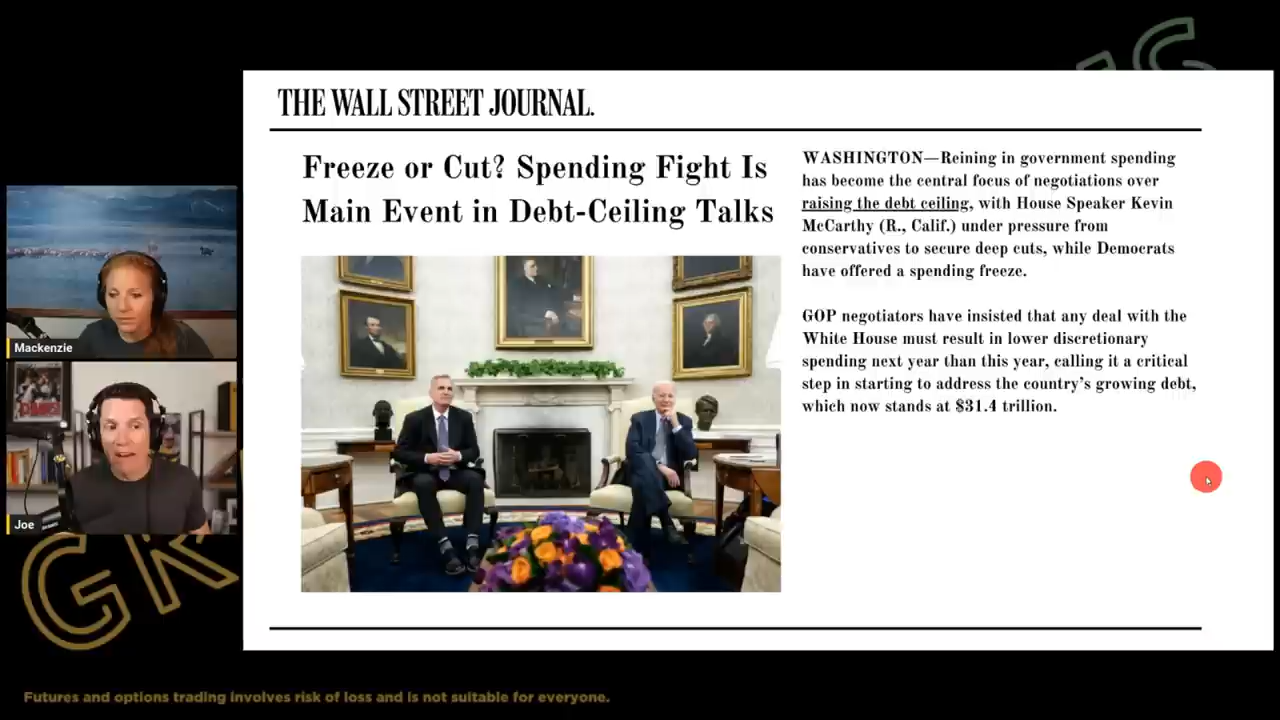 THE WALL STREET JOURNAL.
Freeze or Cut? Spending Fight Is
Main Event in Debt-Ceiling Talks
WASHINGTON—Reining in government spending
has become the central focus of negotiations over
raising the debt ceiling, with House Speaker Kevin
McCarthy (R., Calif.) under pressure from
conservatives to secure deep cuts, while Democrats
have offered a spending freeze.
GOP negotiators have insisted that any deal with the
White House must result in lower discretionary
spending next year than this year, calling it a critical
step in starting to address the country's growing debt,
which now stands at $31.4 trillion.
Mackenzie
Joe
GR
Futures and options trading involves risk of loss and is not suitable for everyone.